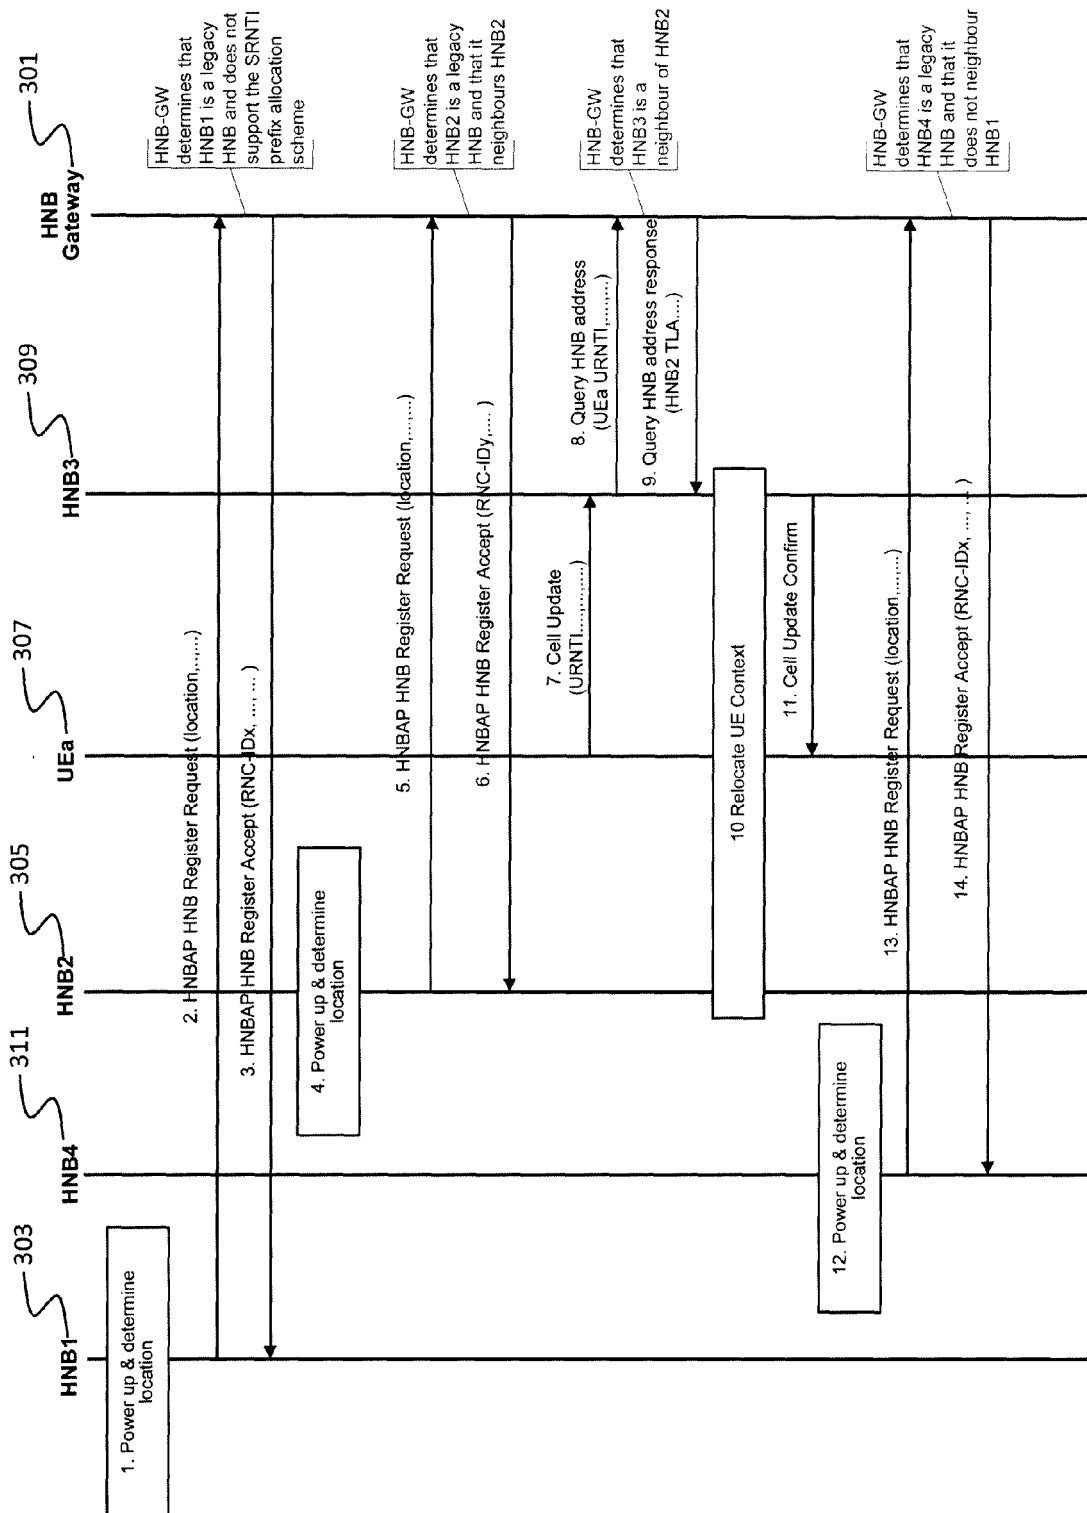 303
HNB1
311
HNB4
305
HNB2
307
UEa
309
HNB3
301
HNB
Gateway
1. Power up & determine
location
2. HNBAP HNB Register Request (location,...,...)
HNB-GW
determines that
HNB1 is a legacy
HNB and does not
support the SRNTI
prefix allocation
scheme
3. HNBAP HNB Register Accept (RNC-IDx, ...., ... )
4. Power up & determine
location
5. HNBAP HNB Register Request (location,...,...)
HNB-GW
determines that
HNB2 is a legacy
HNB and that it
neighbours HNB2
6. HNBAP HNB Register Accept (RNC-IDy,.... )
7. Cell Update
(URNTI....,....,......)
8. Query HNB address
(UEa URNTI,....,...)
HNB-GW
determines that
HNB3 is a
neighbour of HNB2
9. Query HNB address response
(HNB2 TLA....)
10 Relocate UE Context
11. Cell Update Confirm
12. Power up & determine
location
13. HNBAP HNB Register Request (location,...,...)
HNB-GW
determines that
HNB4 is a legacy
HNB and that it
does not neighbour
HNB1
14. HNBAP HNB Register Accept (RNC-IDx, ...., ... )